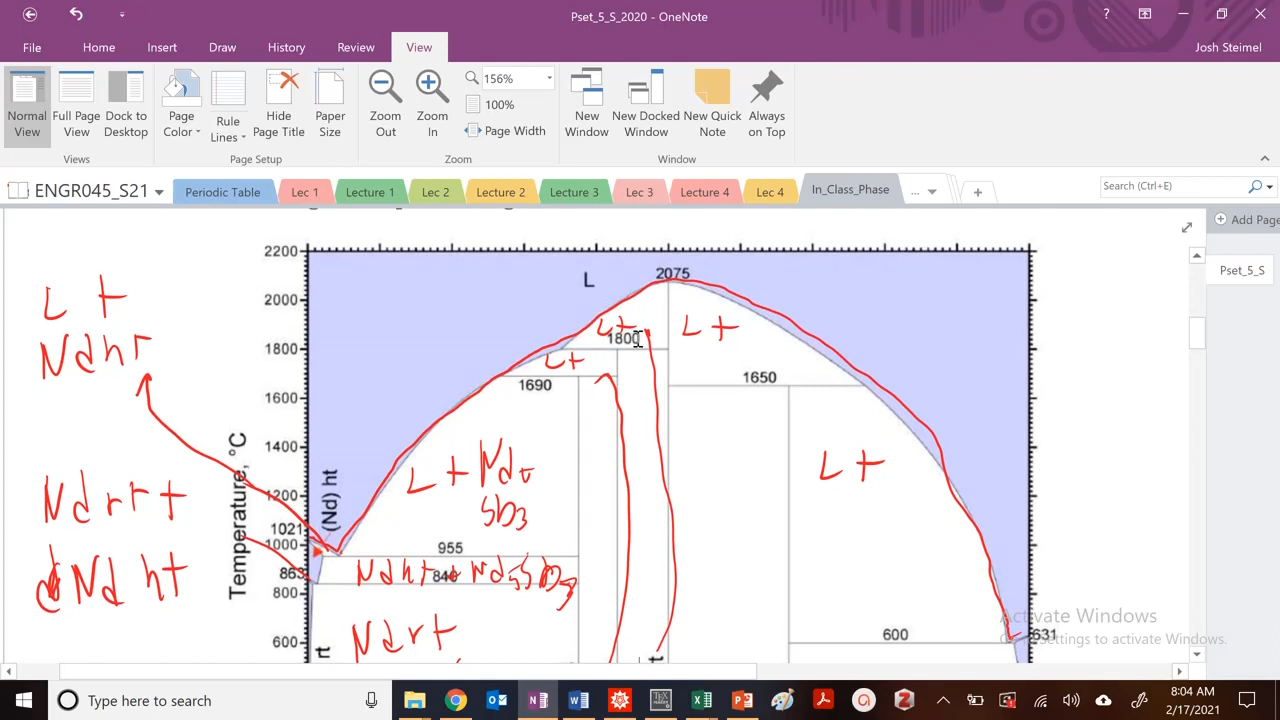 Pset_5_S_2020 - OneNote
Josh Steimel
File Home Insert Draw History Review View
Normal View
Full Page View
Dock to Desktop
Page Color
Rule Lines
Hide Page Title
Paper Size
Zoom Out
Zoom In
156%
100%
Page Width
New Window
New Docked Window
New Quick Note
Always on Top
Views
Page Setup
Zoom
Window
ENGR045_S21
Periodic Table Lec 1 Lecture 1 Lec 2 Lecture 2 Lecture 3 Lec 3 Lecture 4 Lec 4 In_Class_Phase ...
Search (Ctrl+E)
Add Page
Pset_5_S
2200
2000
1800
1600
1400
1200
1021
1000
863
800
600
Temperature, °C
L
2075
1800
1690
1650
955
840
600
631
(Nd) ht
rt
L +
Nd ht
Nd rt +
Nd ht
L +
L +
L +
L + Nd5
Sb3
L +
Nd ht + Nd5Sb3
Nd rt
Activate Windows
Go to Settings to activate Windows.
Type here to search
8:04 AM
2/17/2021